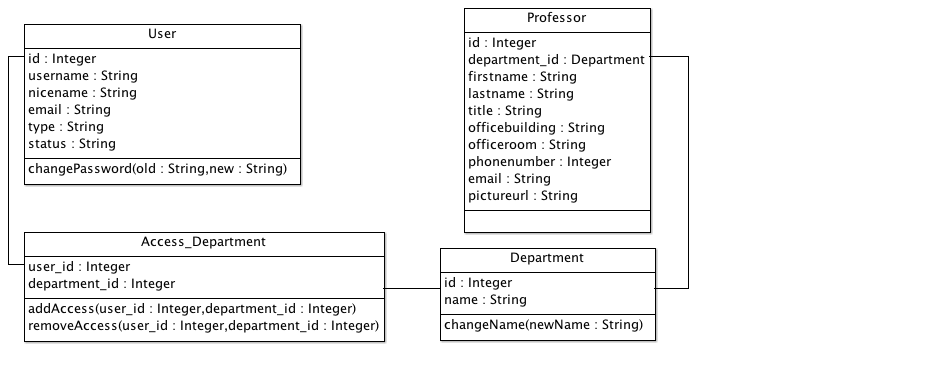 User
id : Integer
username : String
nicename : String
email : String
type : String
status : String
changePassword(old : String,new : String)
Professor
id : Integer
department_id : Department
firstname : String
lastname : String
title : String
officebuilding : String
officeroom : String
phonenumber : Integer
email : String
pictureurl : String
Access_Department
user_id : Integer
department_id : Integer
addAccess(user_id : Integer,department_id : Integer)
removeAccess(user_id : Integer,department_id : Integer)
Department
id : Integer
name : String
changeName(newName : String)